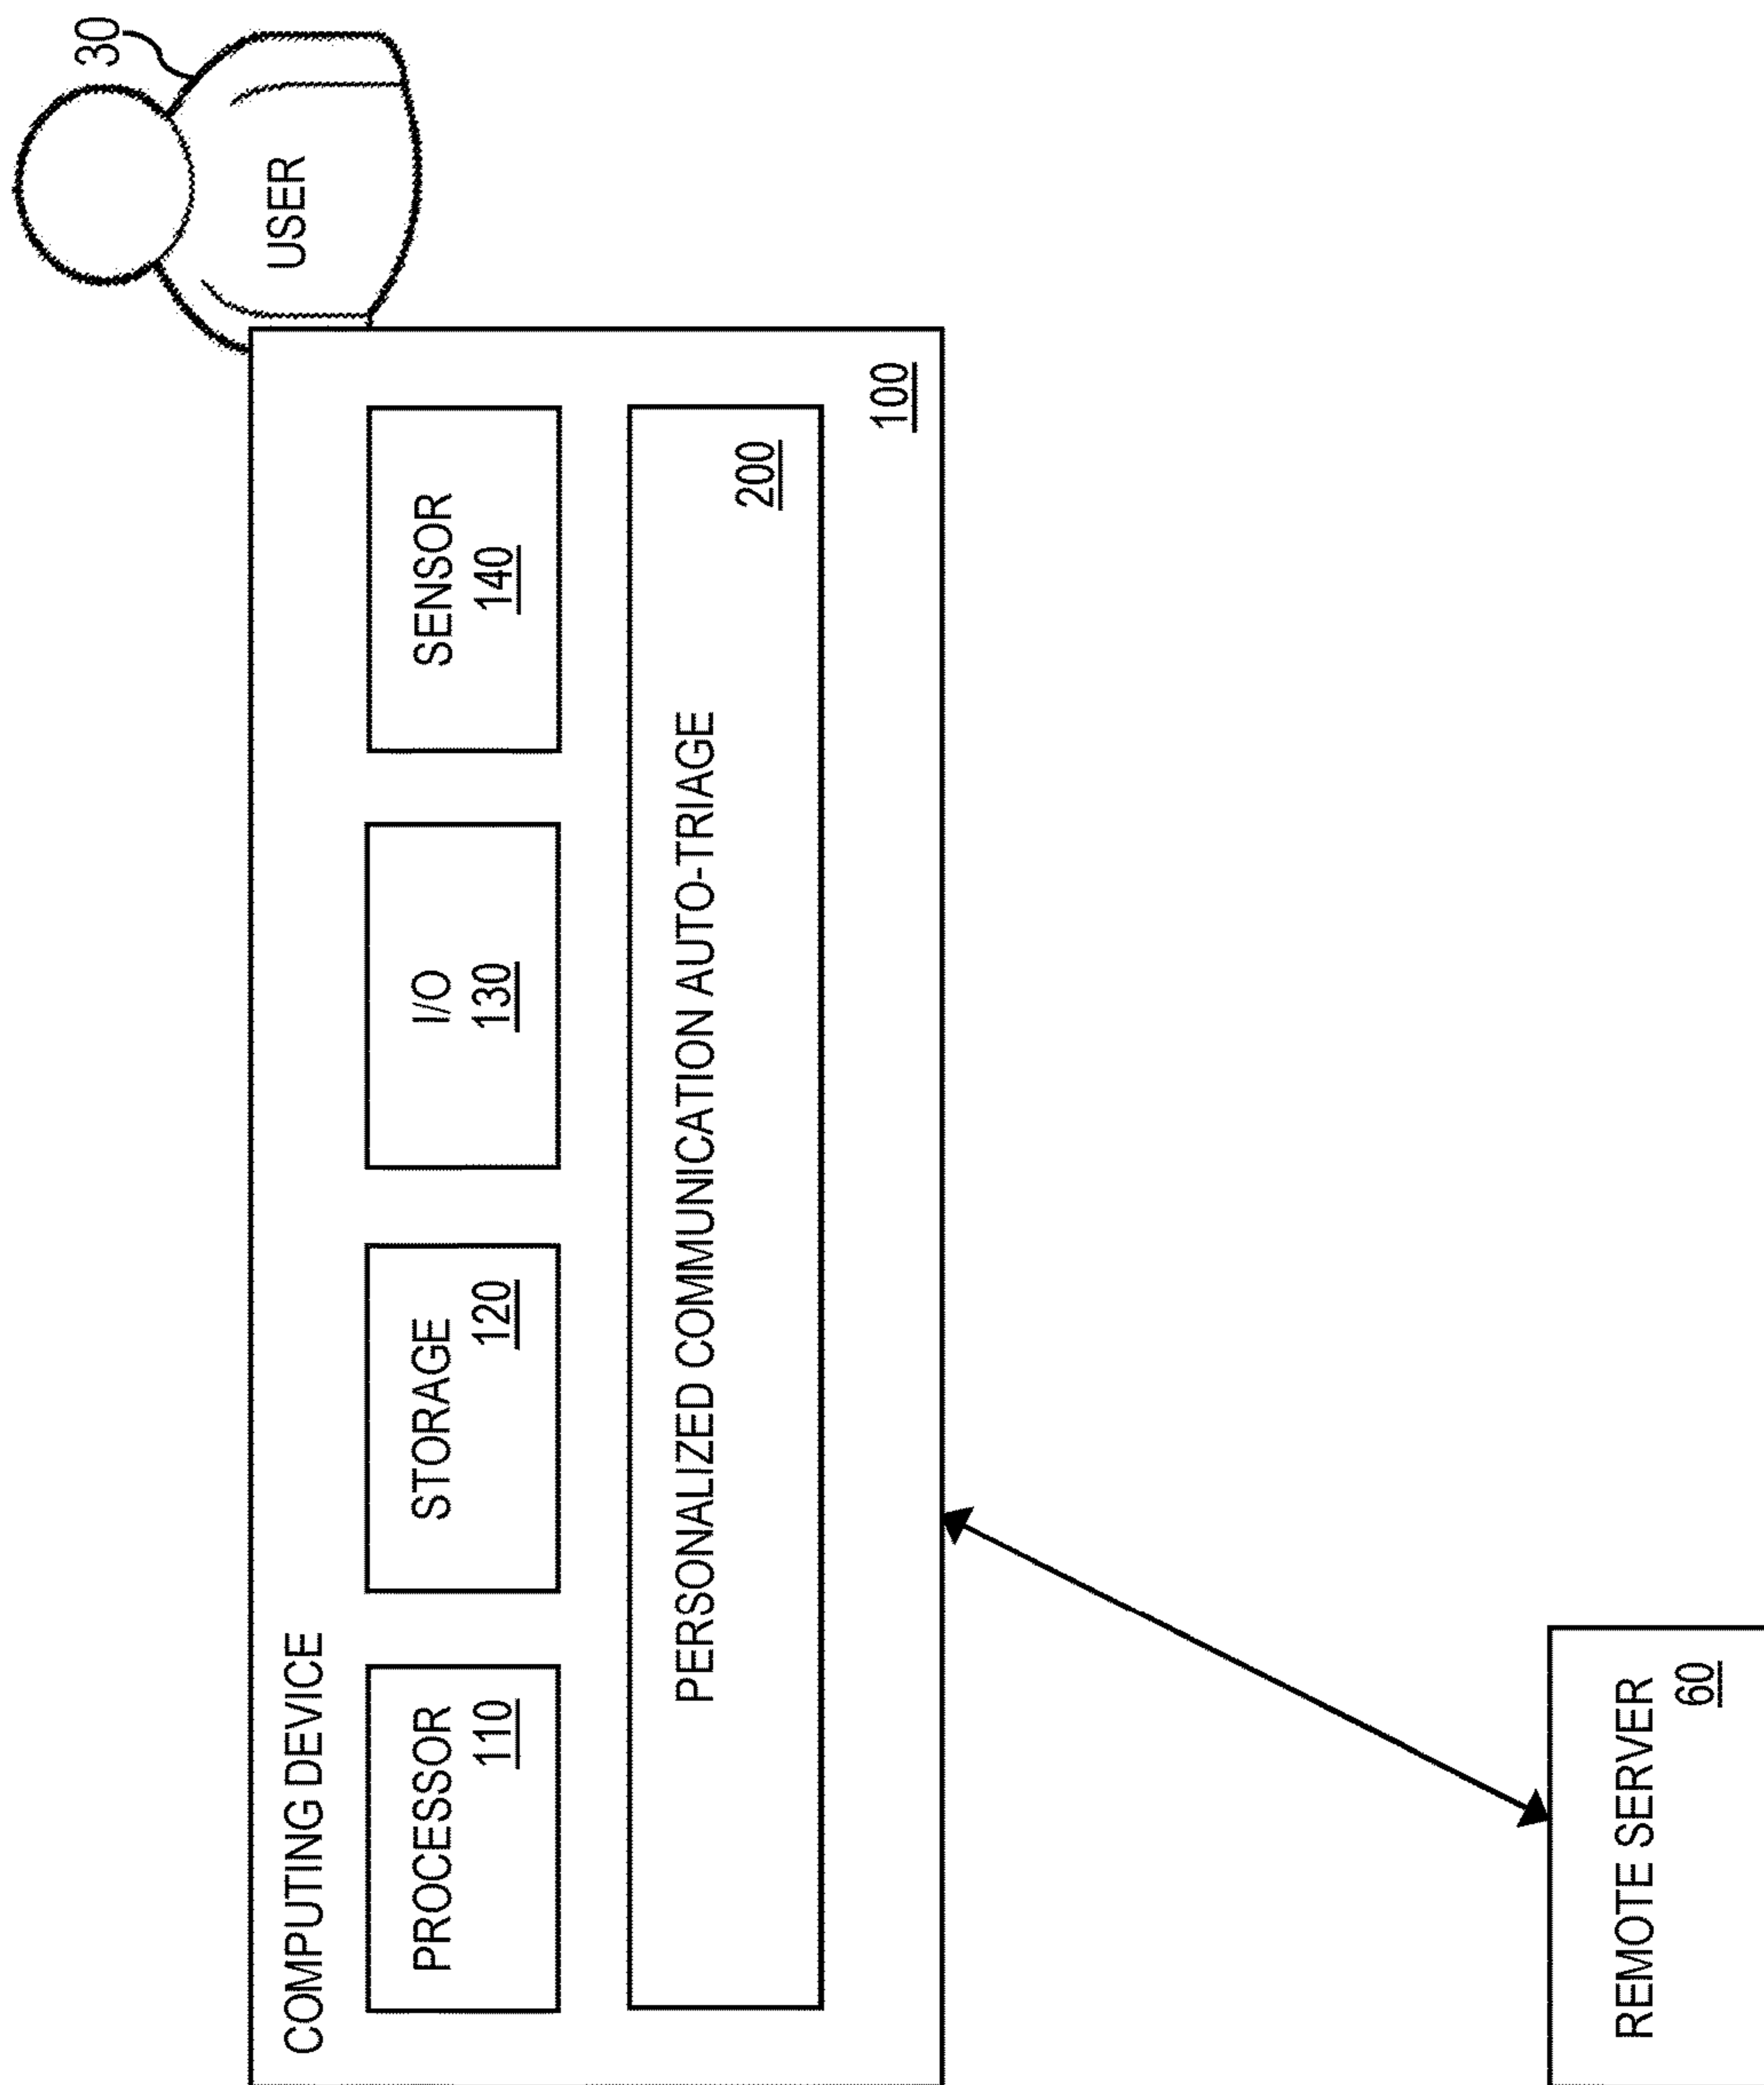 30
USER
COMPUTING DEVICE
PROCESSOR
110
STORAGE
120
I/O
130
SENSOR
140
PERSONALIZED COMMUNICATION AUTO-TRIAGE
200
100
REMOTE SERVER
60